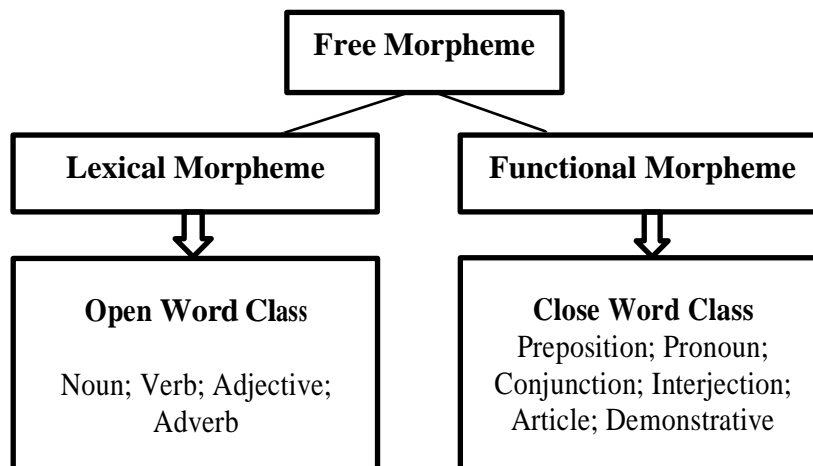 Free Morpheme
Lexical Morpheme
Functional Morpheme
Open Word Class
Noun; Verb; Adjective;
Adverb
Close Word Class
Preposition; Pronoun;
Conjunction; Interjection;
Article; Demonstrative